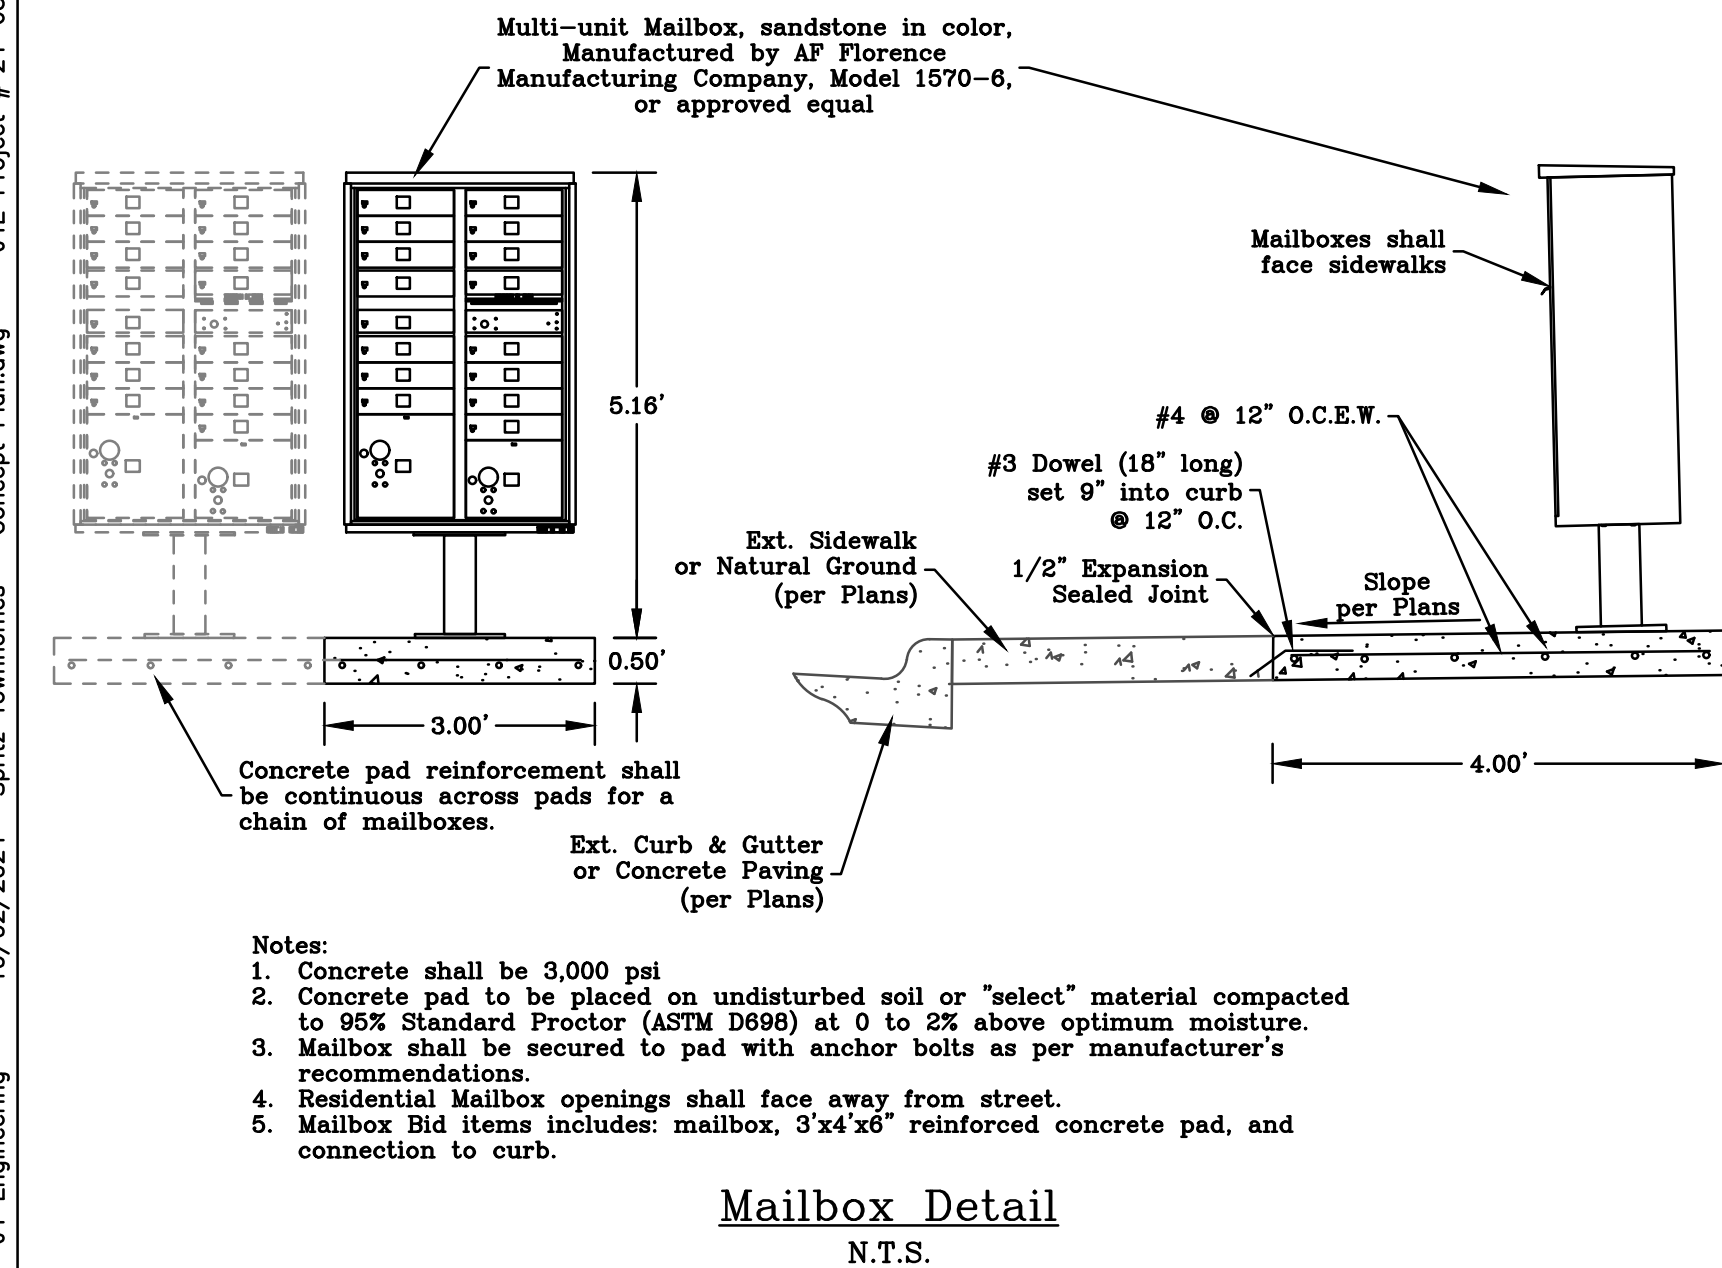 Multi-unit Mailbox, sandstone in color,
Manufactured by AF Florence
Manufacturing Company, Model 1570-6,
or approved equal
Mailboxes shall
face sidewalks
5.16'
#4 @ 12" O.C.E.W.
#3 Dowel (18" long)
set 9" into curb
@ 12" O.C.
Ext. Sidewalk
or Natural Ground
(per Plans)
1/2" Expansion
Sealed Joint
Slope
per Plans
0.50'
3.00'
4.00'
Concrete pad reinforcement shall
be continuous across pads for a
chain of mailboxes.
Ext. Curb & Gutter
or Concrete Paving
(per Plans)
Notes:
1. Concrete shall be 3,000 psi
2. Concrete pad to be placed on undisturbed soil or "select" material compacted
to 95% Standard Proctor (ASTM D698) at 0 to 2% above optimum moisture.
3. Mailbox shall be secured to pad with anchor bolts as per manufacturer's
recommendations.
4. Residential Mailbox openings shall face away from street.
5. Mailbox Bid items includes: mailbox, 3'x4'x6" reinforced concrete pad, and
connection to curb.
Mailbox Detail
N.T.S.